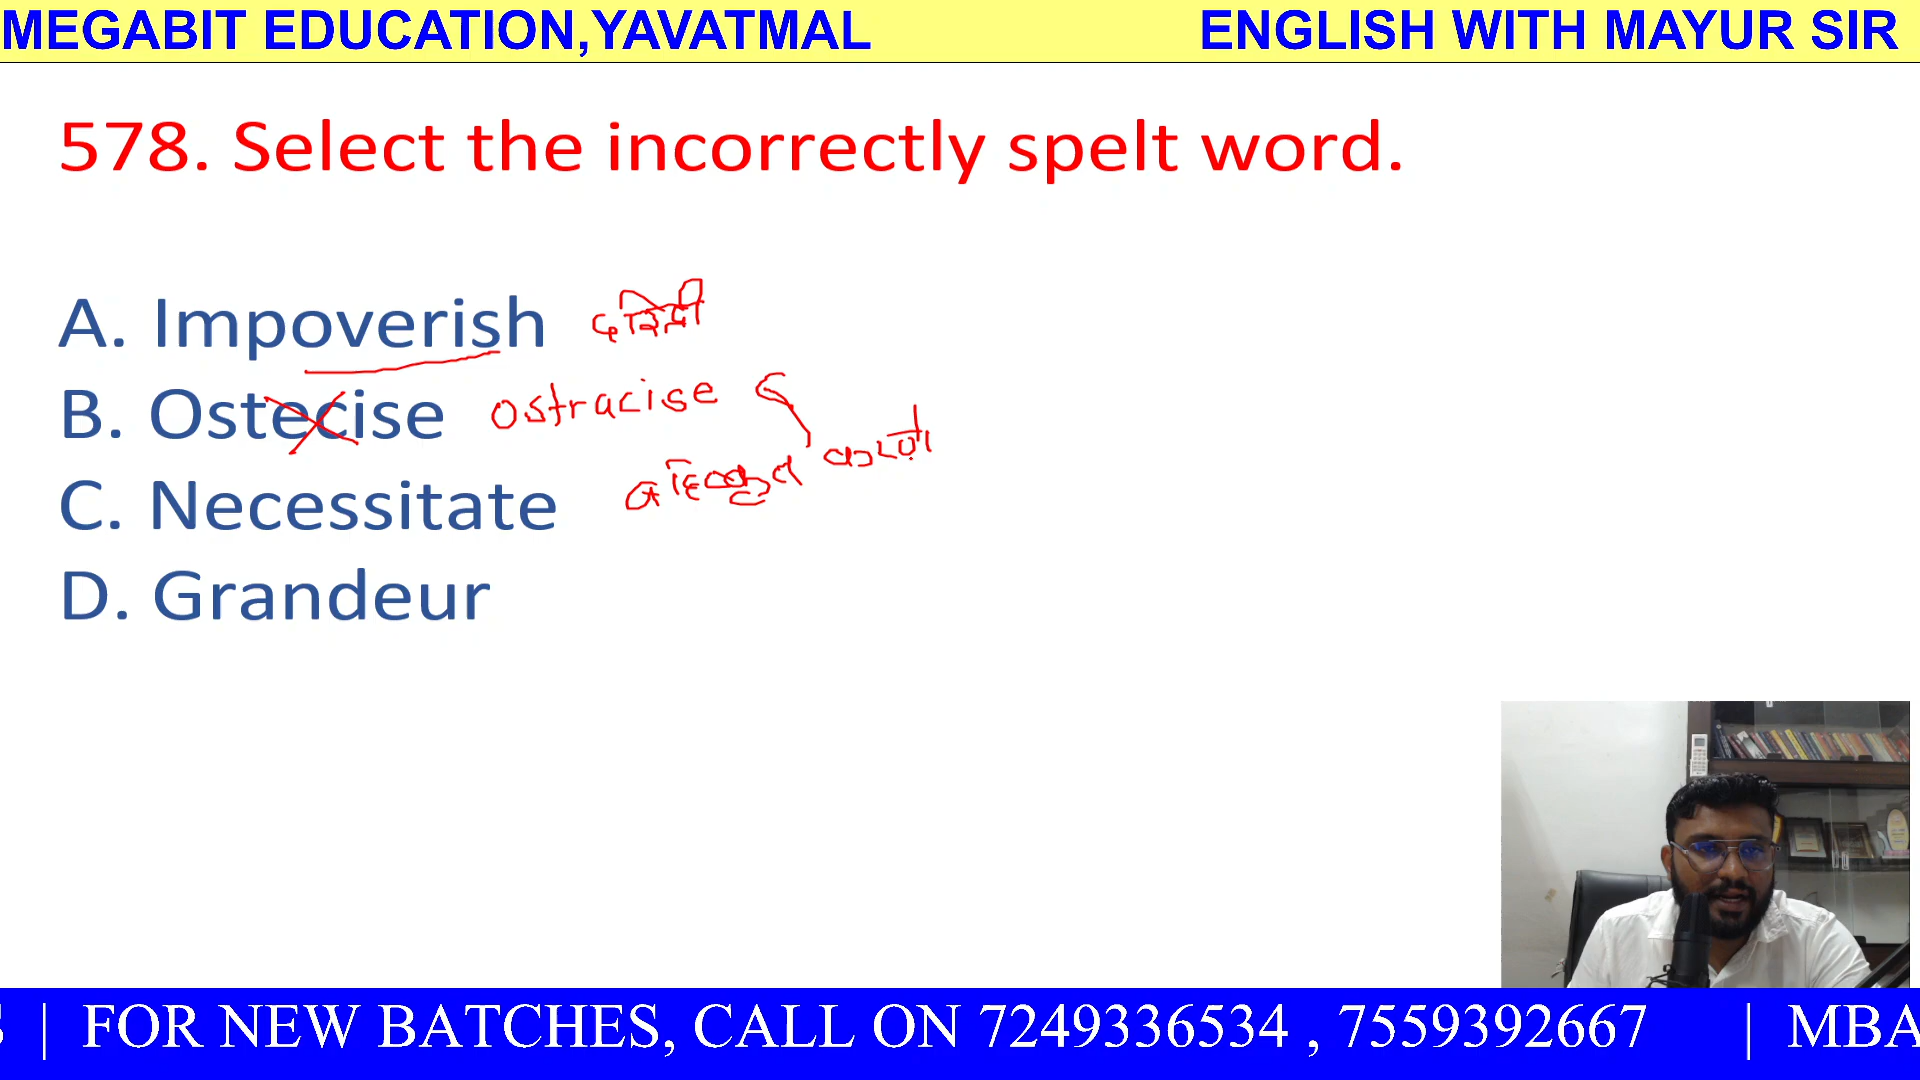 MEGABIT EDUCATION,YAVATMAL ENGLISH WITH MAYUR SIR
578. Select the incorrectly spelt word.
A. Impoverish
B. Ostecise ostracise
C. Necessitate
D. Grandeur
S | FOR NEW BATCHES, CALL ON 7249336534 , 7559392667 | MBA